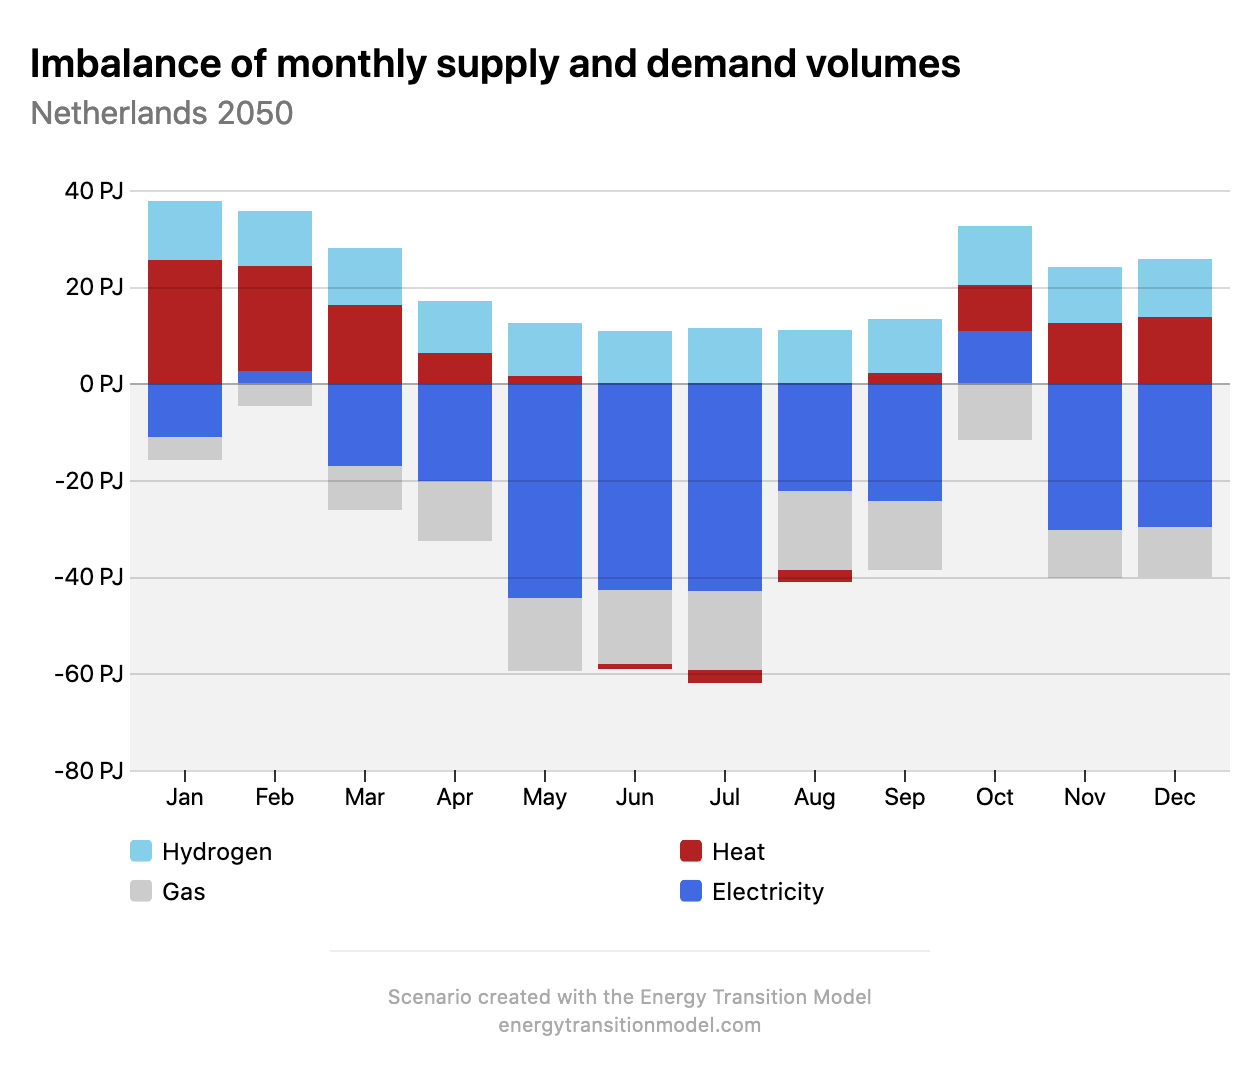 Imbalance of monthly supply and demand volumes
Netherlands 2050
40 PJ
20 PJ
0 PJ
-20 PJ
-40 PJ
-60 PJ
-80 PJ
Jan Feb Mar Apr May Jun Jul Aug Sep Oct Nov Dec
Hydrogen Heat
Gas Electricity
Scenario created with the Energy Transition Model
energytransitionmodel.com